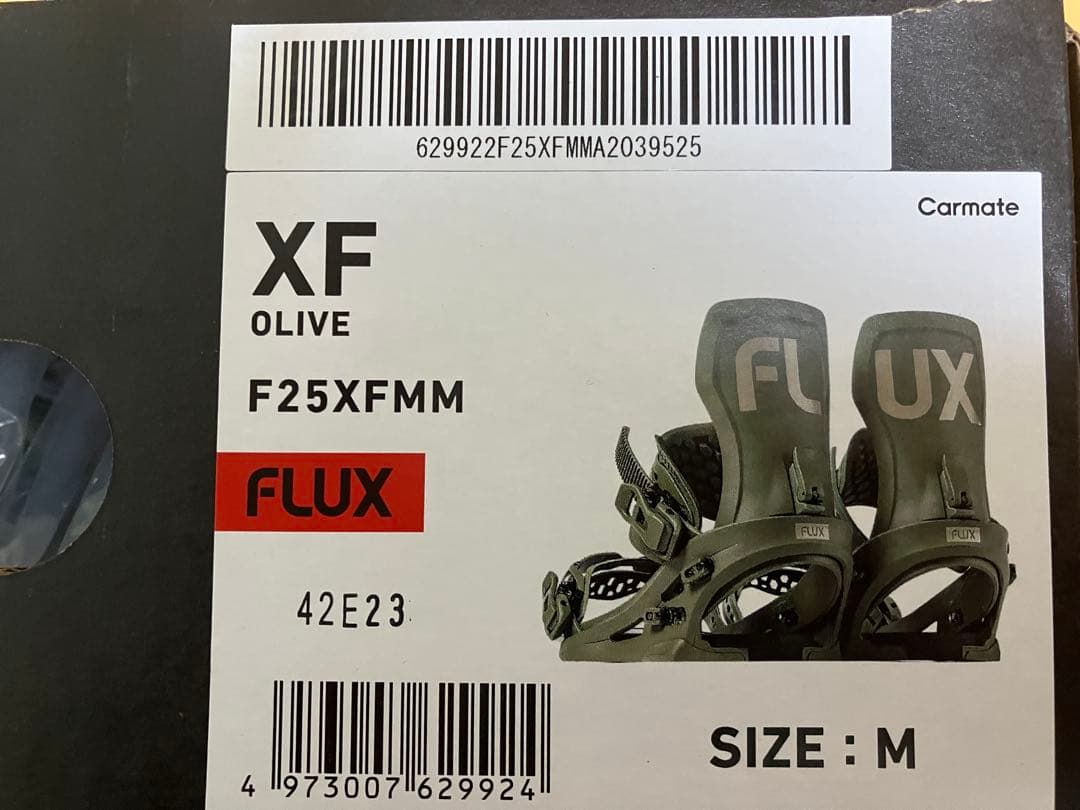 629922F25XFMMA2039525
Carmate
XF
OLIVE
F25XFMM
FLUX
FL UX
FLUX FLUX
42E23
SIZE : M
4 973007 629924